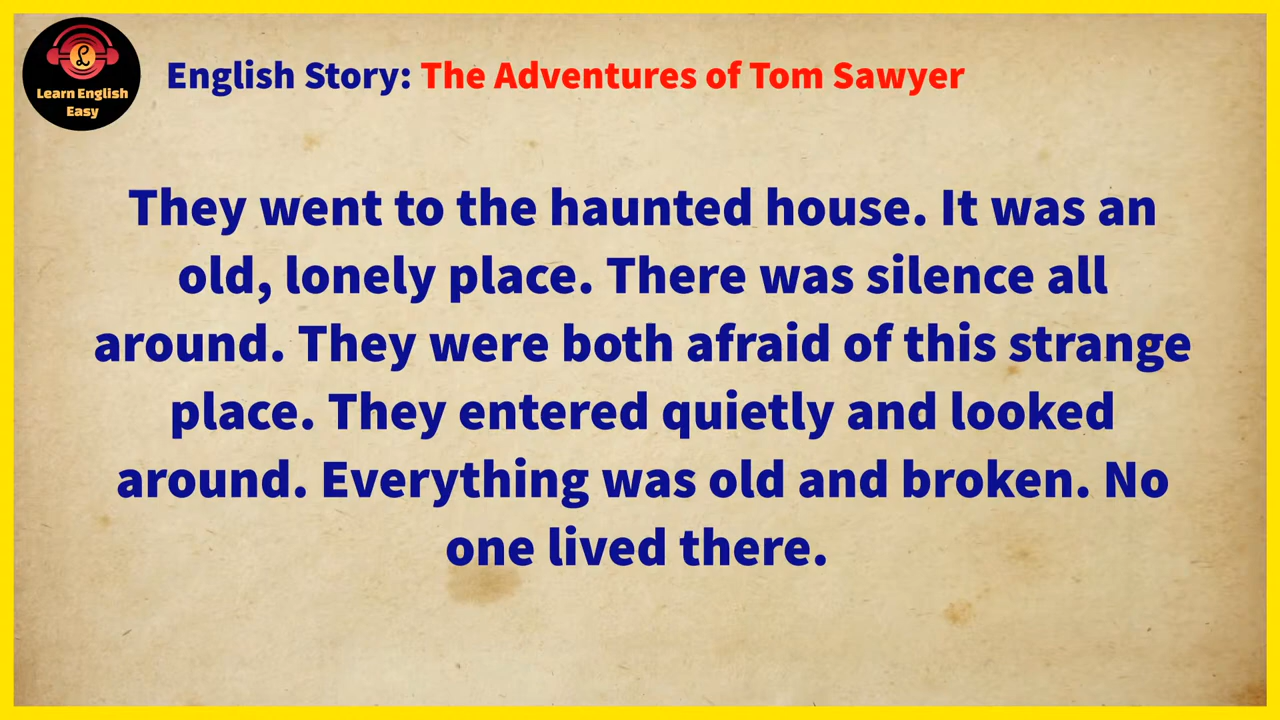 Learn English
Easy
English Story: The Adventures of Tom Sawyer
They went to the haunted house. It was an
old, lonely place. There was silence all
around. They were both afraid of this strange
place. They entered quietly and looked
around. Everything was old and broken. No
one lived there.